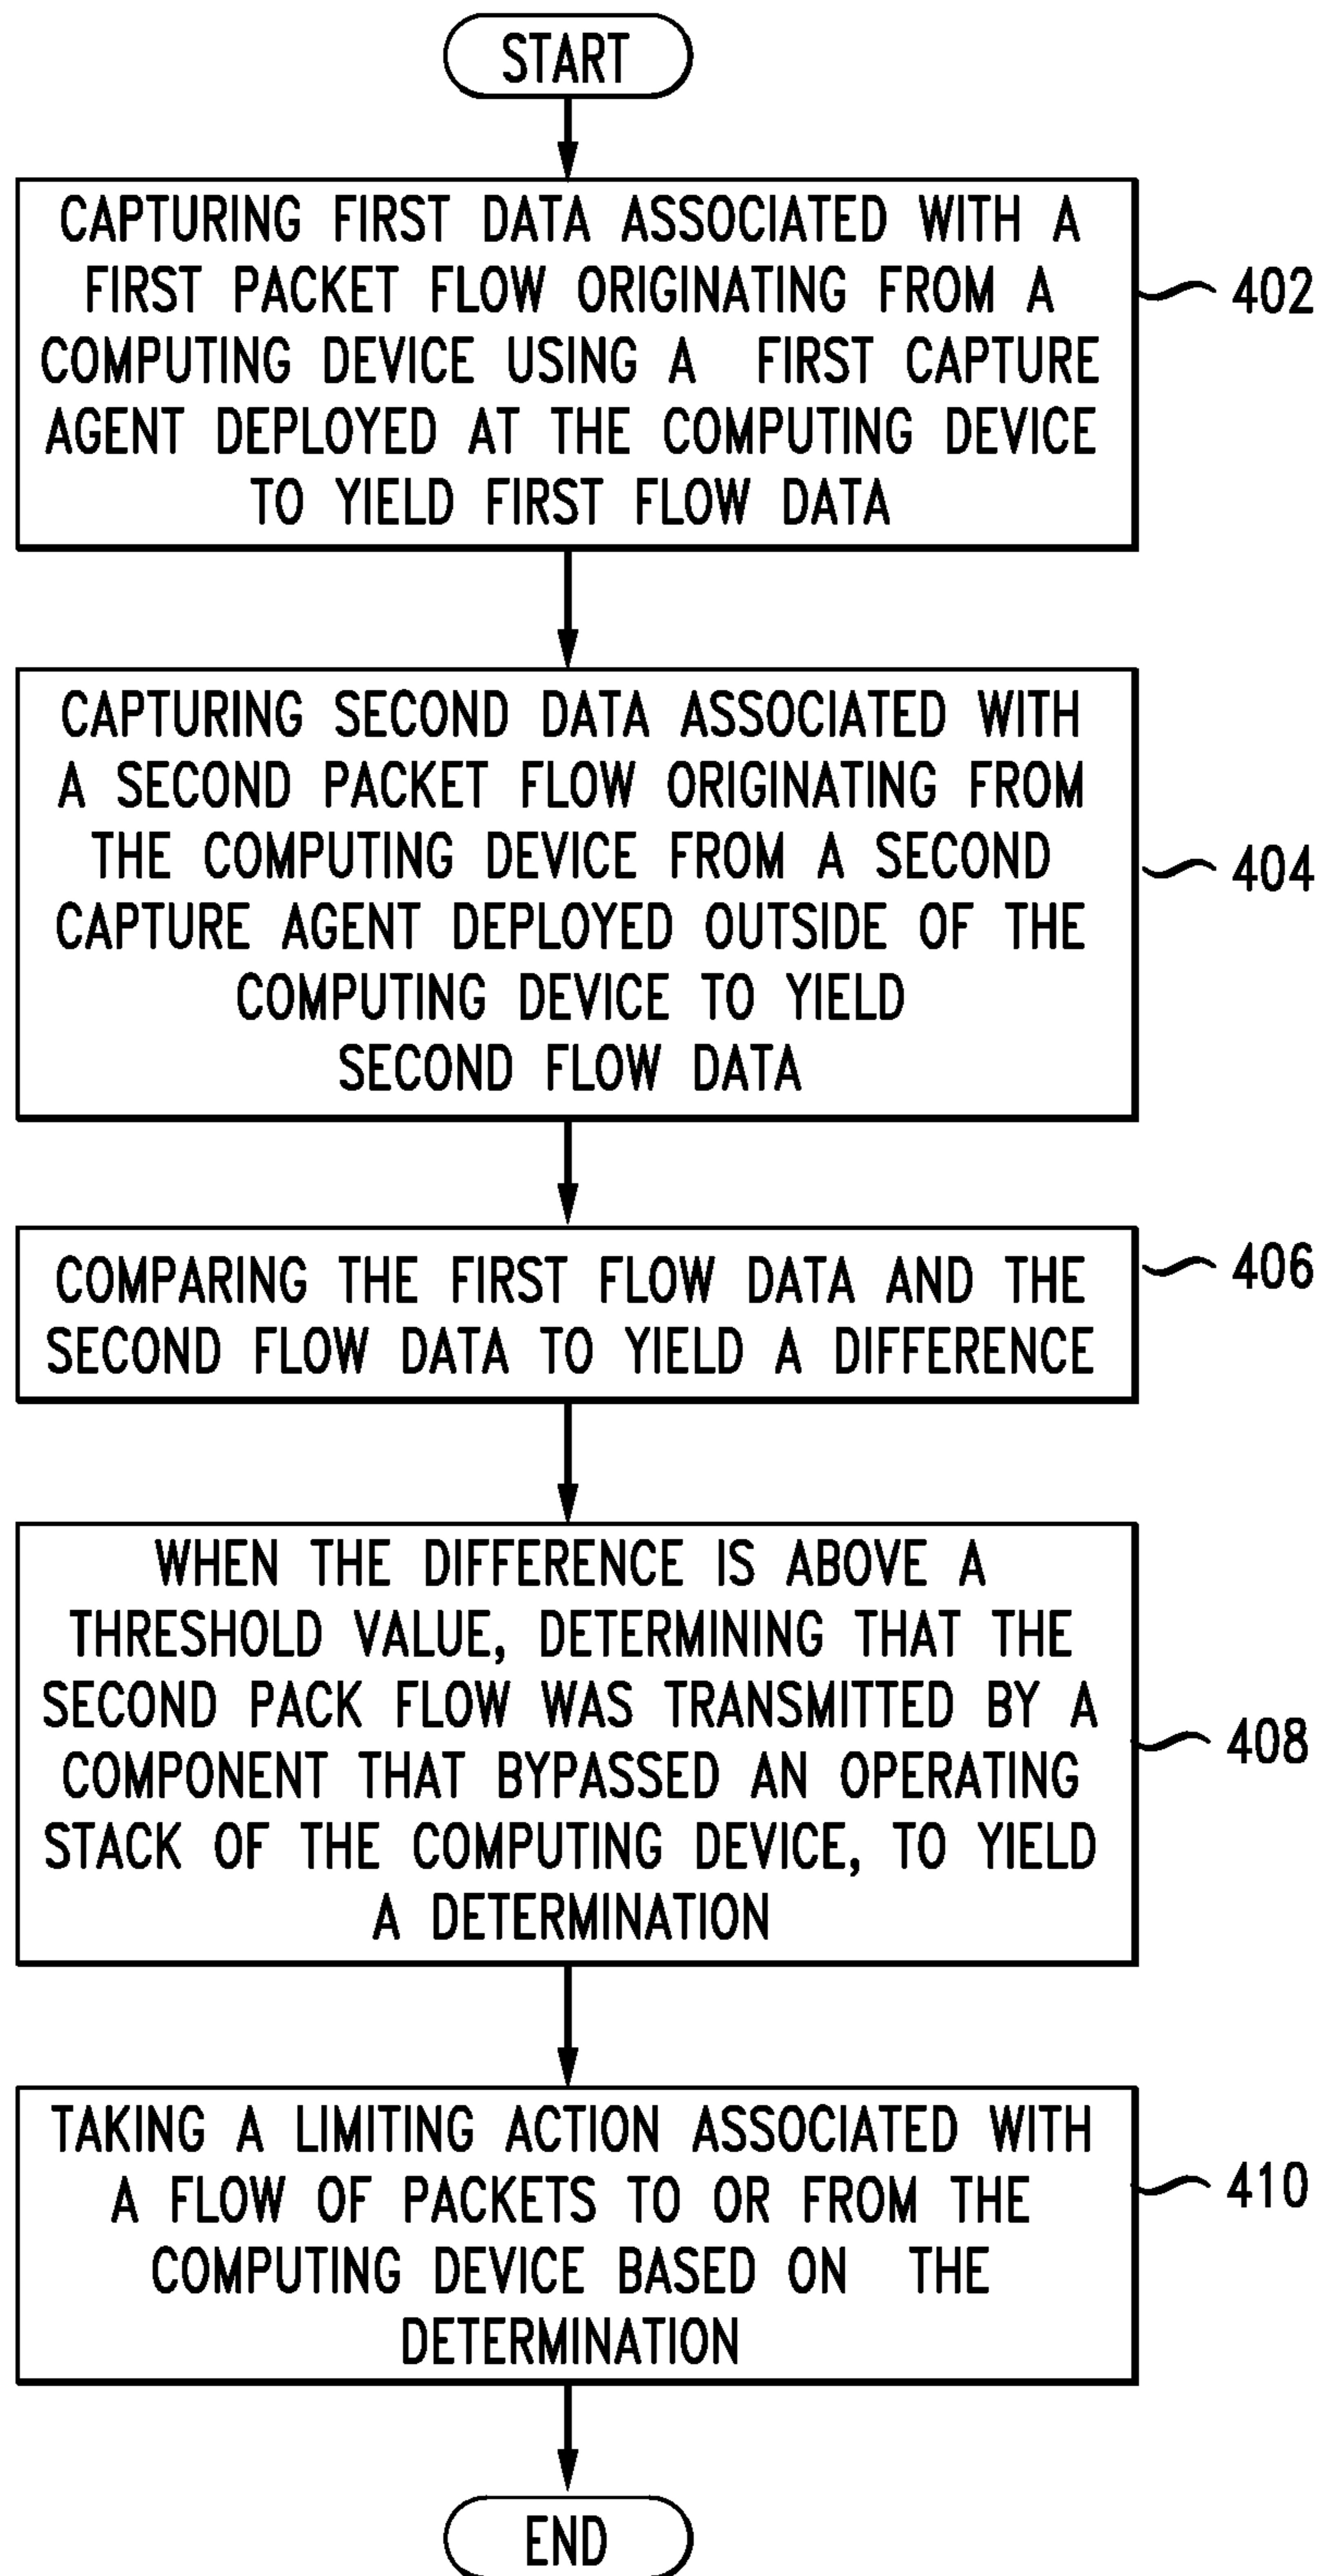 START
CAPTURING FIRST DATA ASSOCIATED WITH A
FIRST PACKET FLOW ORIGINATING FROM A
COMPUTING DEVICE USING A FIRST CAPTURE
AGENT DEPLOYED AT THE COMPUTING DEVICE
TO YIELD FIRST FLOW DATA
402
CAPTURING SECOND DATA ASSOCIATED WITH
A SECOND PACKET FLOW ORIGINATING FROM
THE COMPUTING DEVICE FROM A SECOND
CAPTURE AGENT DEPLOYED OUTSIDE OF THE
COMPUTING DEVICE TO YIELD
SECOND FLOW DATA
404
COMPARING THE FIRST FLOW DATA AND THE
SECOND FLOW DATA TO YIELD A DIFFERENCE
406
WHEN THE DIFFERENCE IS ABOVE A
THRESHOLD VALUE, DETERMINING THAT THE
SECOND PACK FLOW WAS TRANSMITTED BY A
COMPONENT THAT BYPASSED AN OPERATING
STACK OF THE COMPUTING DEVICE, TO YIELD
A DETERMINATION
408
TAKING A LIMITING ACTION ASSOCIATED WITH
A FLOW OF PACKETS TO OR FROM THE
COMPUTING DEVICE BASED ON THE
DETERMINATION
410
END